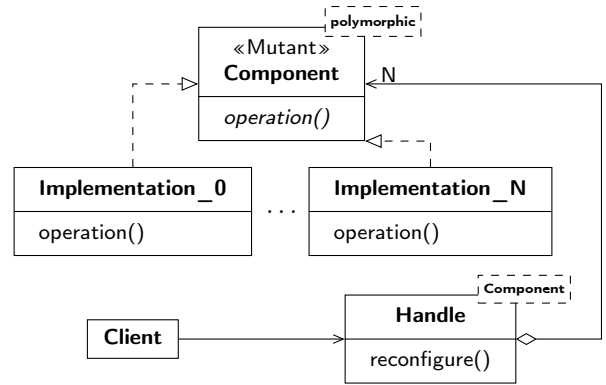 polymorphic
«Mutant»
Component
N
operation()
Implementation_0
Implementation_N
operation()
...
operation()
Component
Handle
Client
reconfigure()